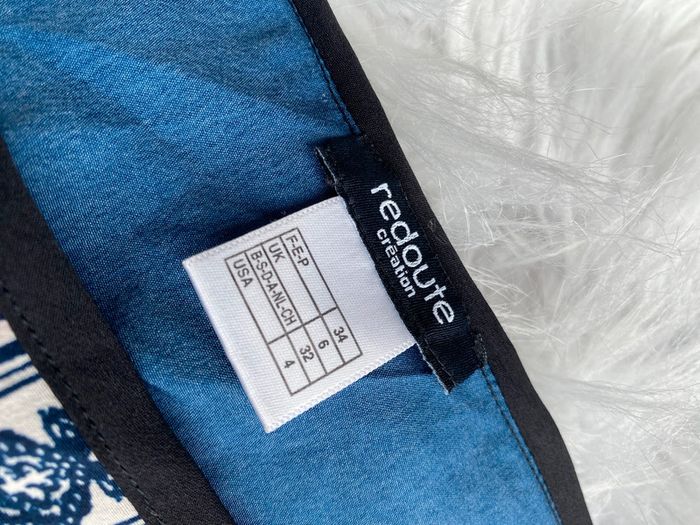 redoute
création
F-E-P 34
UK 6
B-S-D-A-NL-CH 32
USA 4